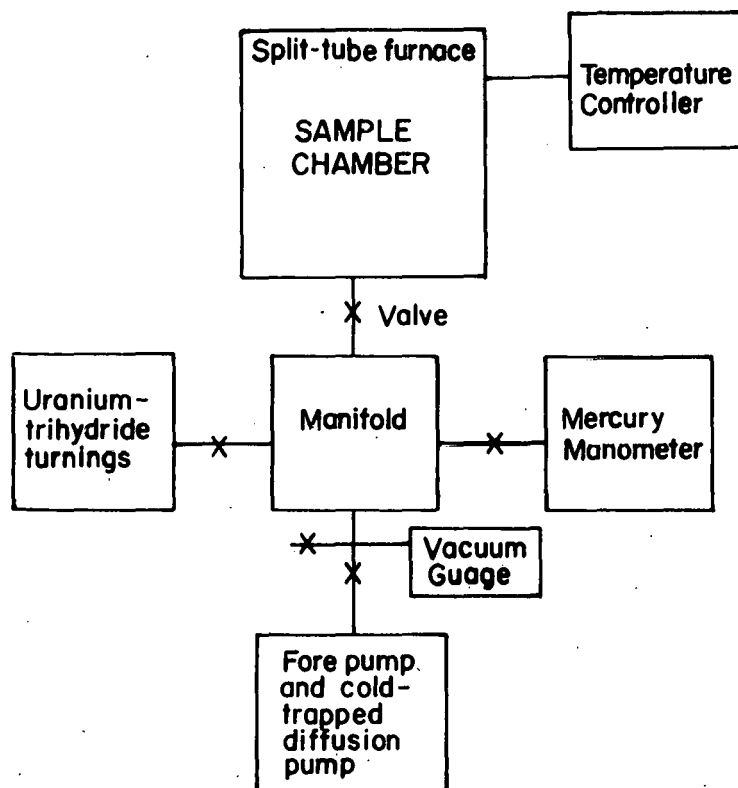 Split-tube furnace
SAMPLE
CHAMBER
Temperature
Controller
Valve
Uranium-
trihydride
turnings
Manifold
Mercury
Manometer
Vacuum
Guage
Fore pump
and cold-
trapped
diffusion
pump